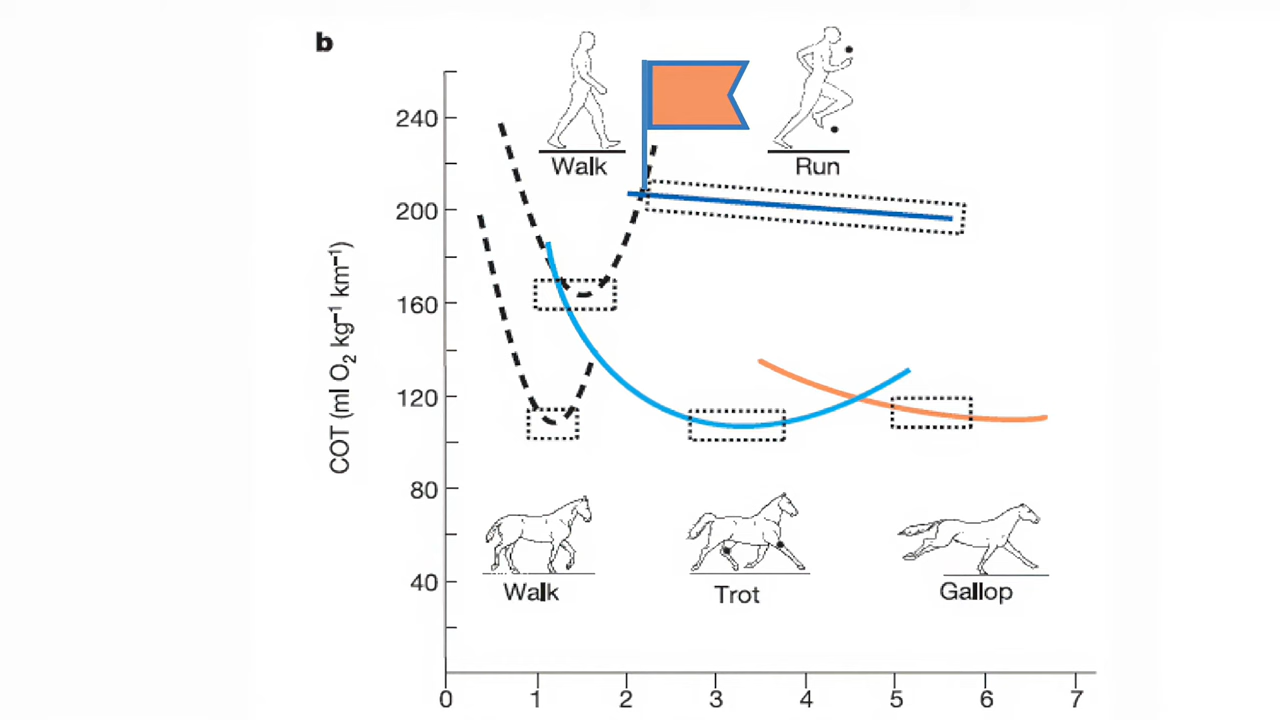 b
Walk
Run
240
200
160
120
80
40
COT (ml O₂ kg⁻¹ km⁻¹)
Walk
Trot
Gallop
0 1 2 3 4 5 6 7